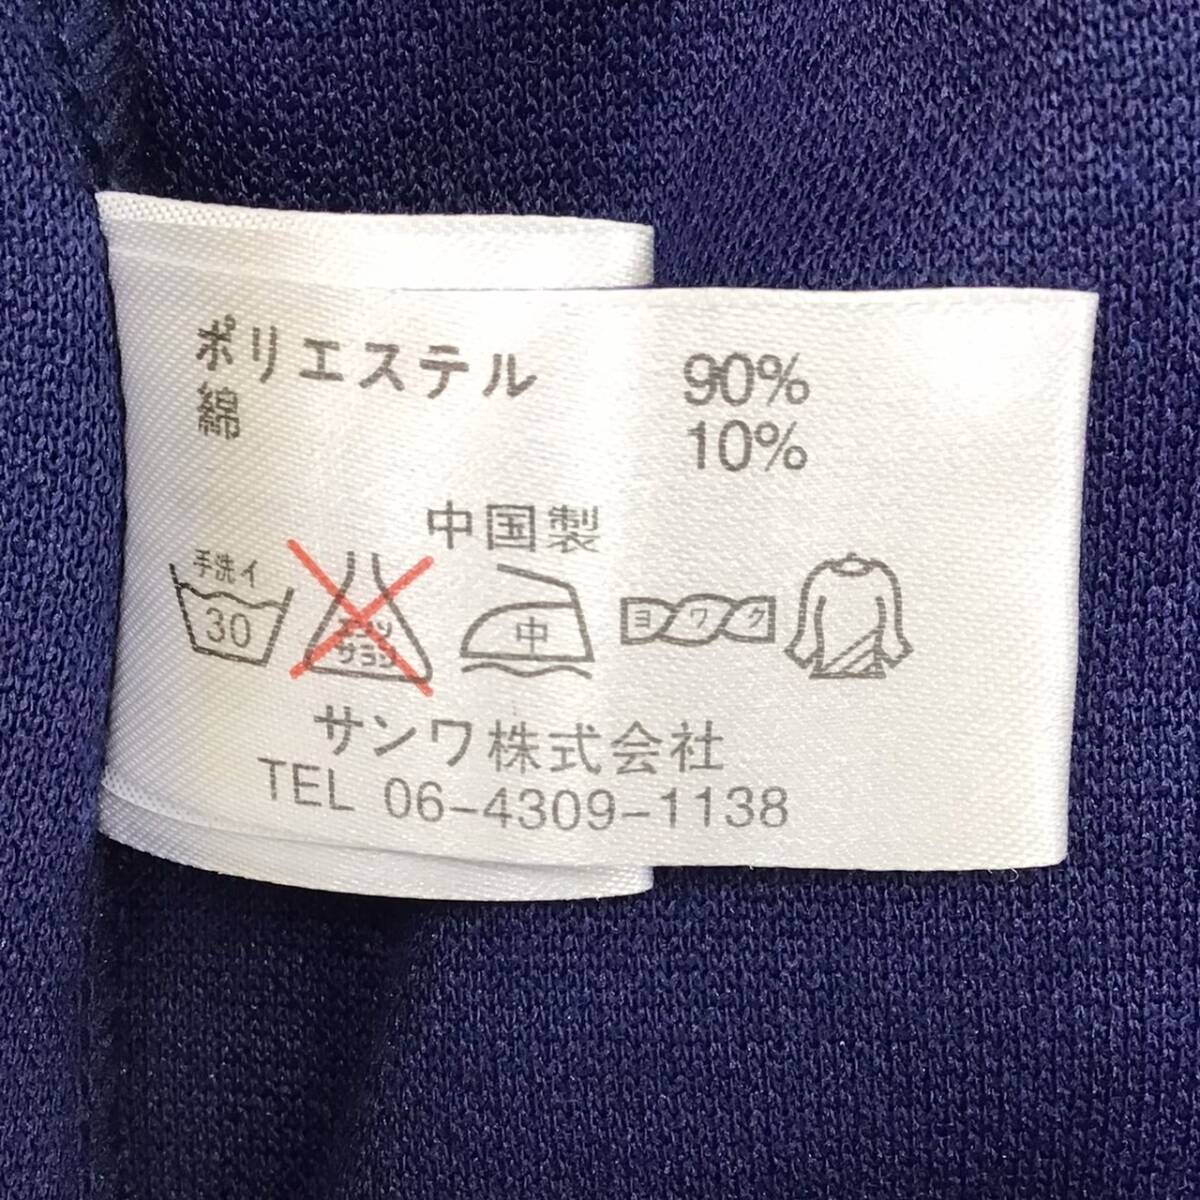 ポリエステル 90%
綿 10%
中国製
手洗イ
30
エンソ
サラシ
中
ヨワク
サンワ株式会社
TEL 06-4309-1138